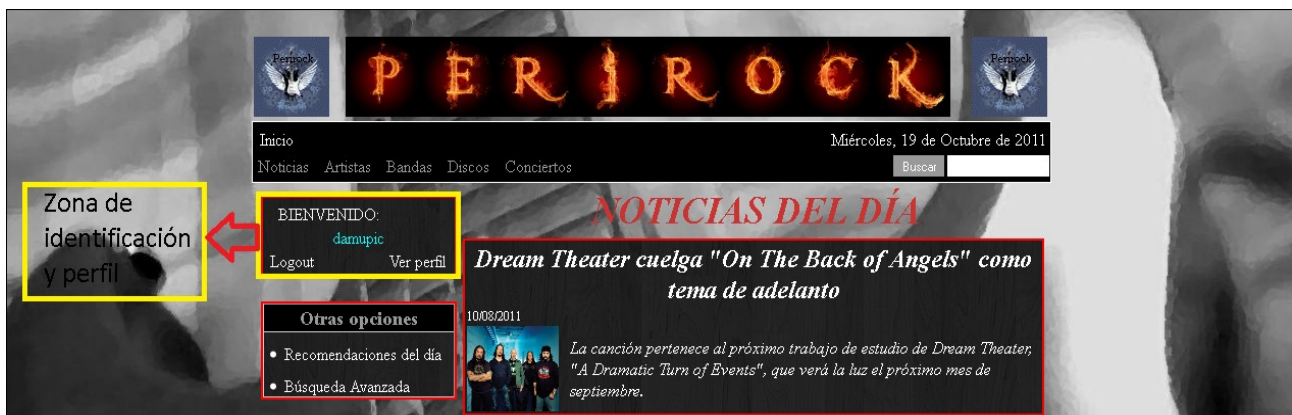 Perirock
PERIROCK
Perirock
Inicio
Miércoles, 19 de Octubre de 2011
Noticias Artistas Bandas Discos Conciertos
Buscar
Zona de
identificación
y perfil
BIENVENIDO:
damupic
Logout Ver perfil
Otras opciones
• Recomendaciones del día
• Búsqueda Avanzada
NOTICIAS DEL DÍA
Dream Theater cuelga "On The Back of Angels" como
tema de adelanto
10/08/2011
La canción pertenece al próximo trabajo de estudio de Dream Theater,
"A Dramatic Turn of Events", que verá la luz el próximo mes de
septiembre.